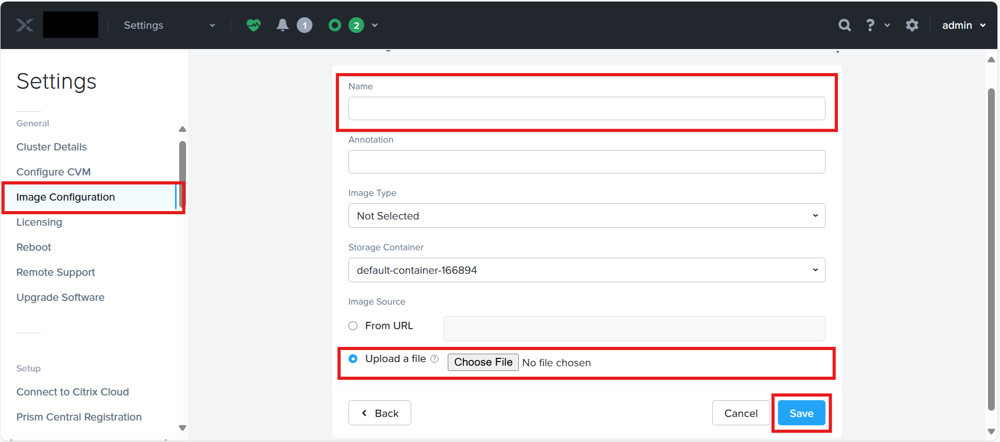 Settings
1
2
?
admin
Settings
General
Cluster Details
Configure CVM
Image Configuration
Licensing
Reboot
Remote Support
Upgrade Software
Setup
Connect to Citrix Cloud
Prism Central Registration
Name
Annotation
Image Type
Not Selected
Storage Container
default-container-166894
Image Source
From URL
Upload a file ? Choose File No file chosen
Back
Cancel
Save